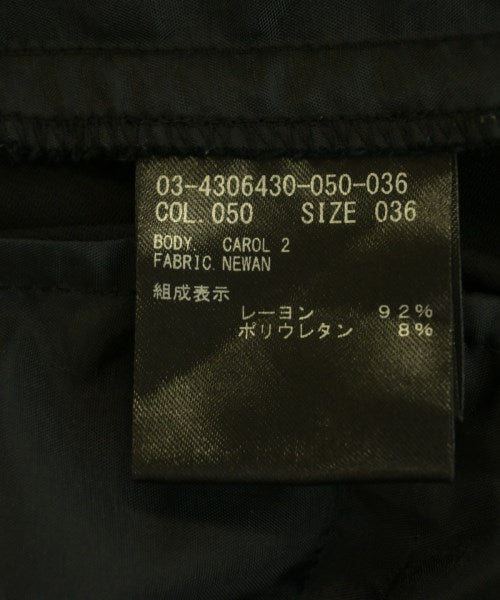 03-4306430-050-036
COL. 050 SIZE 036
BODY. CAROL 2
FABRIC. NEWAN
組成表示
レーヨン 92%
ポリウレタン 8%